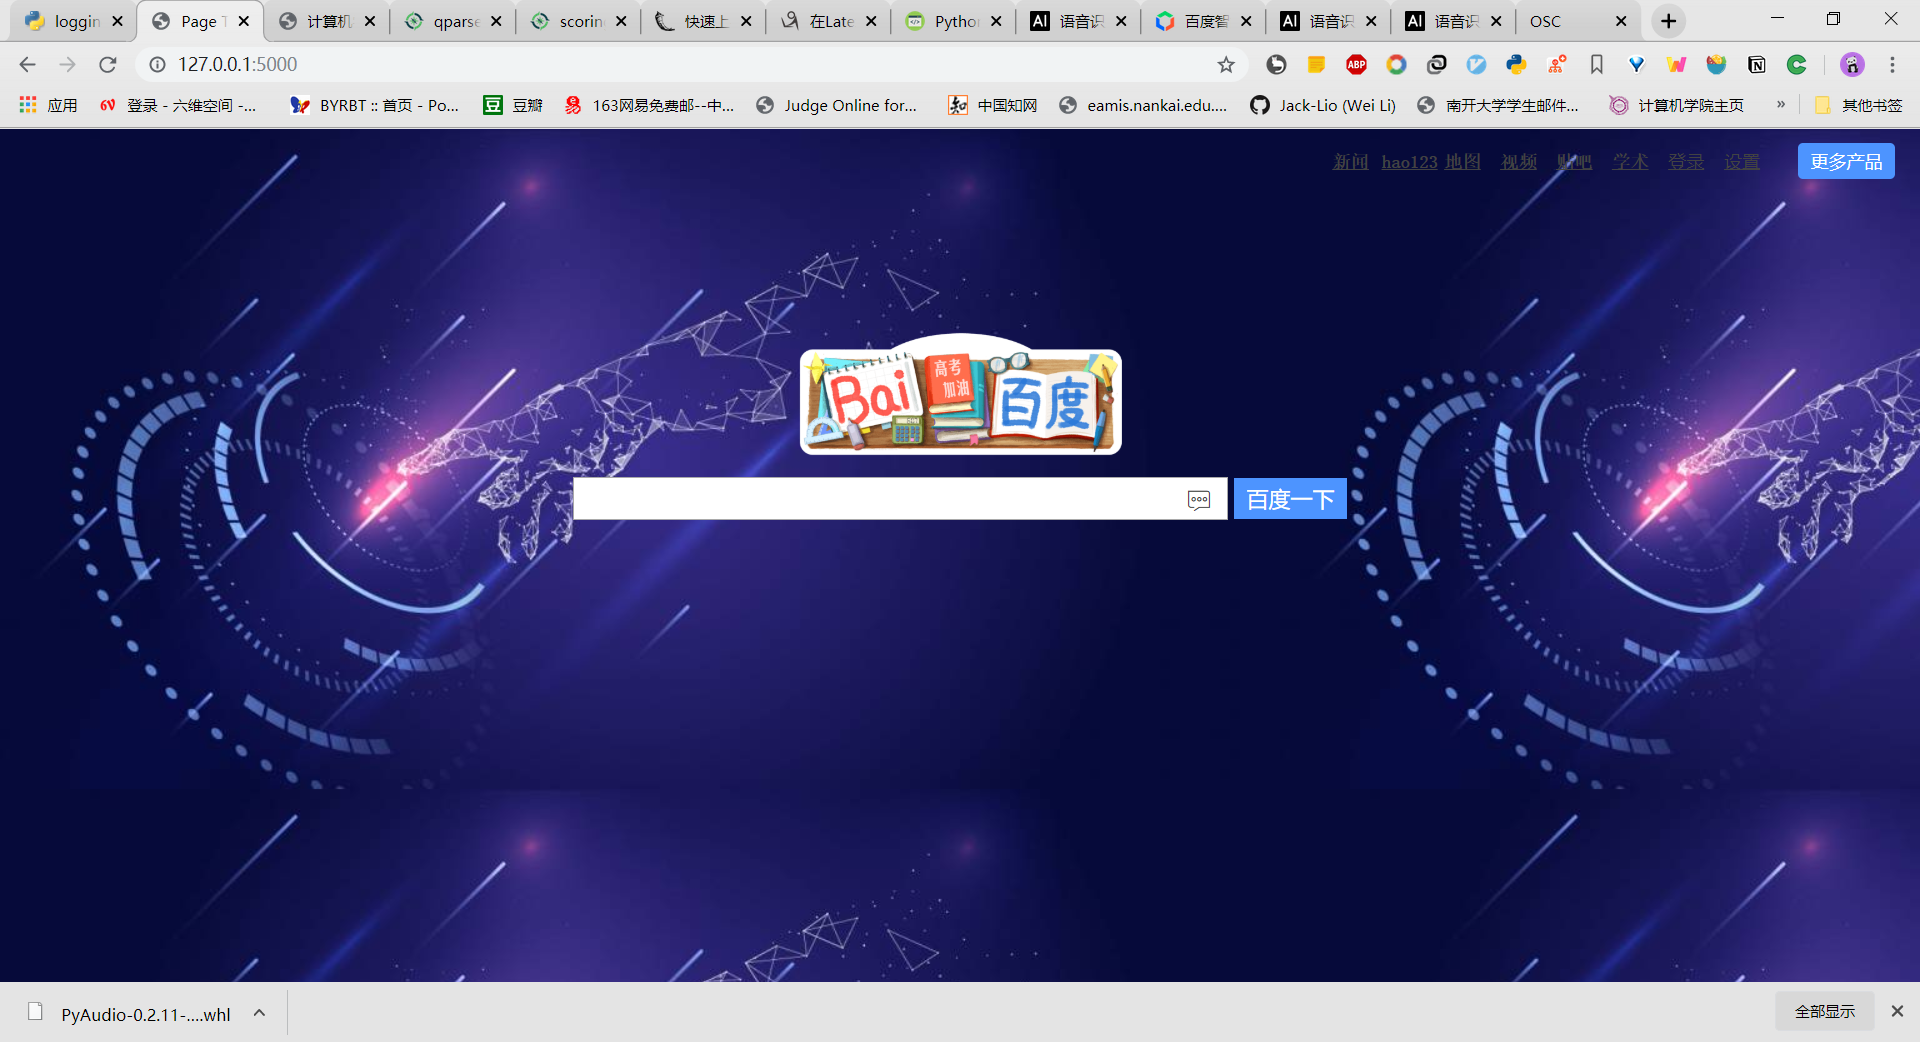 loggin Page T 计算机 qparse scorin 快速上 在Late Pytho 语音识 百度智 语音识 语音识 OSC
127.0.0.1:5000
应用 登录 - 六维空间 -... BYRBT :: 首页 - Po... 豆瓣 163网易免费邮--中... Judge Online for... 中国知网 eamis.nankai.edu.... Jack-Lio (Wei Li) 南开大学学生邮件... 计算机学院主页 » 其他书签
新闻 hao123 地图 视频 贴吧 学术 登录 设置 更多产品
高考
加油
Bai 百度
百度一下
PyAudio-0.2.11-....whl 全部显示